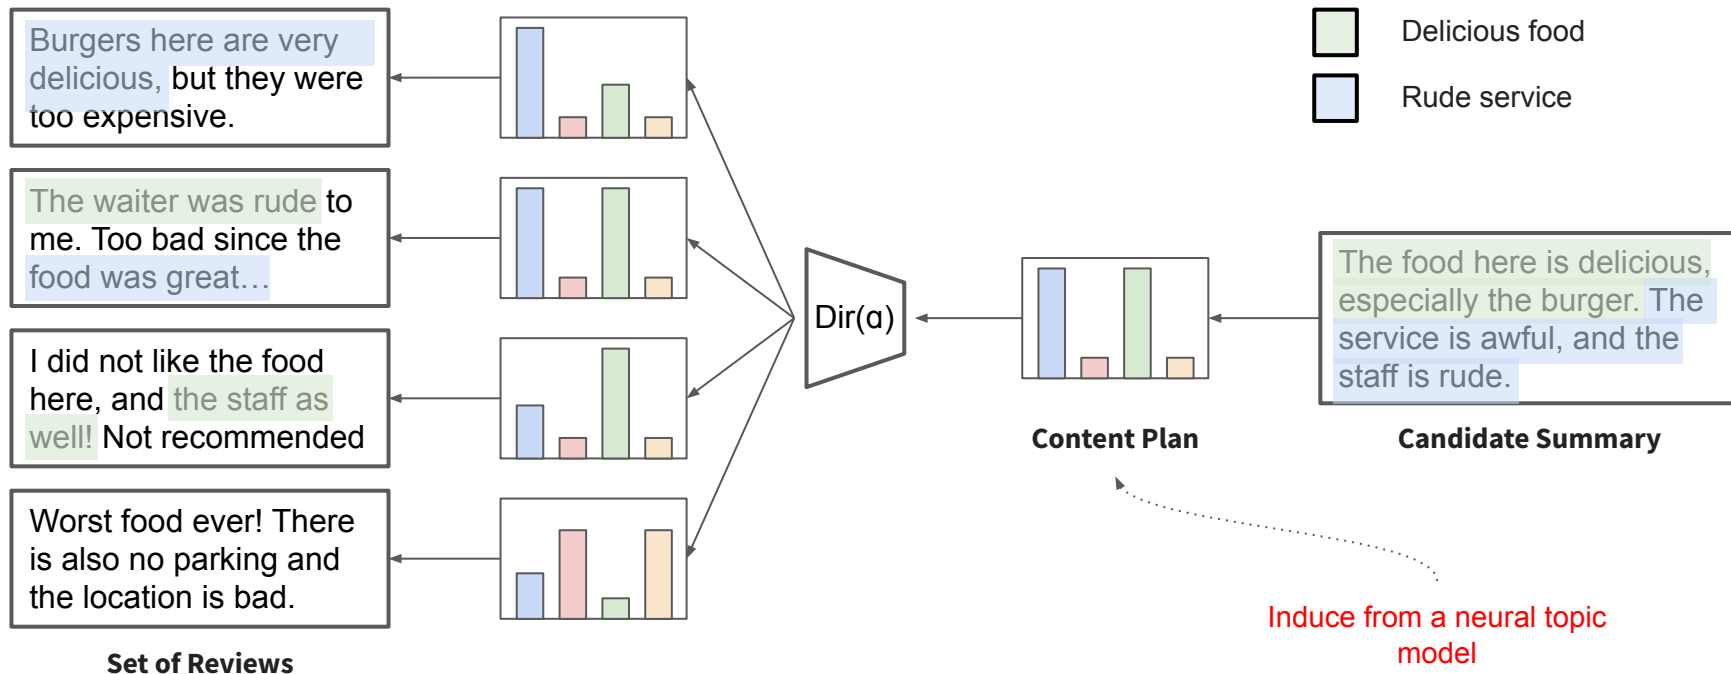 Burgers here are very
delicious, but they were
too expensive.
The waiter was rude to
me. Too bad since the
food was great…
I did not like the food
here, and the staff as
well! Not recommended
Worst food ever! There
is also no parking and
the location is bad.
Set of Reviews
Dir(α)
Content Plan
Delicious food
Rude service
The food here is delicious,
especially the burger. The
service is awful, and the
staff is rude.
Candidate Summary
Induce from a neural topic
model